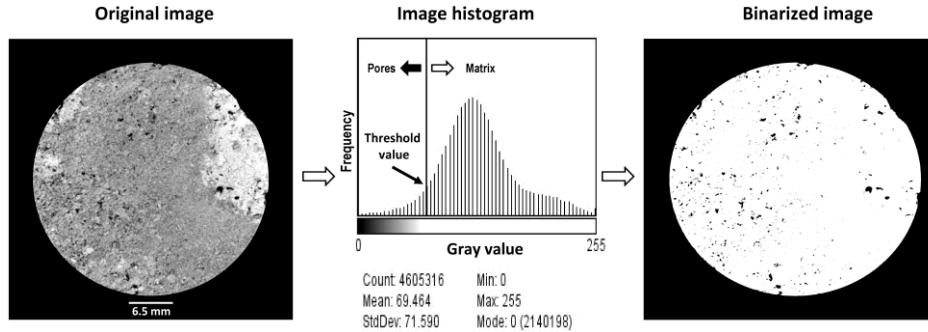 Original image
Image histogram
Binarized image
Pores
Matrix
Threshold
value
Frequency
0
255
Gray value
6.5 mm
Count: 4605316
Min: 0
Mean: 69.464
Max: 255
StdDev: 71.590
Mode: 0 (2140198)